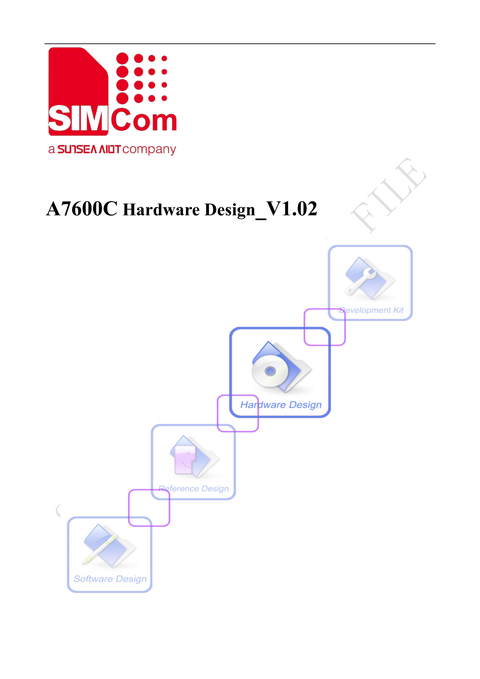 SIMCom
a SUNSEA AIOT company
FILE
A7600C Hardware Design_V1.02
Development Kit
Hardware Design
Reference Design
Software Design